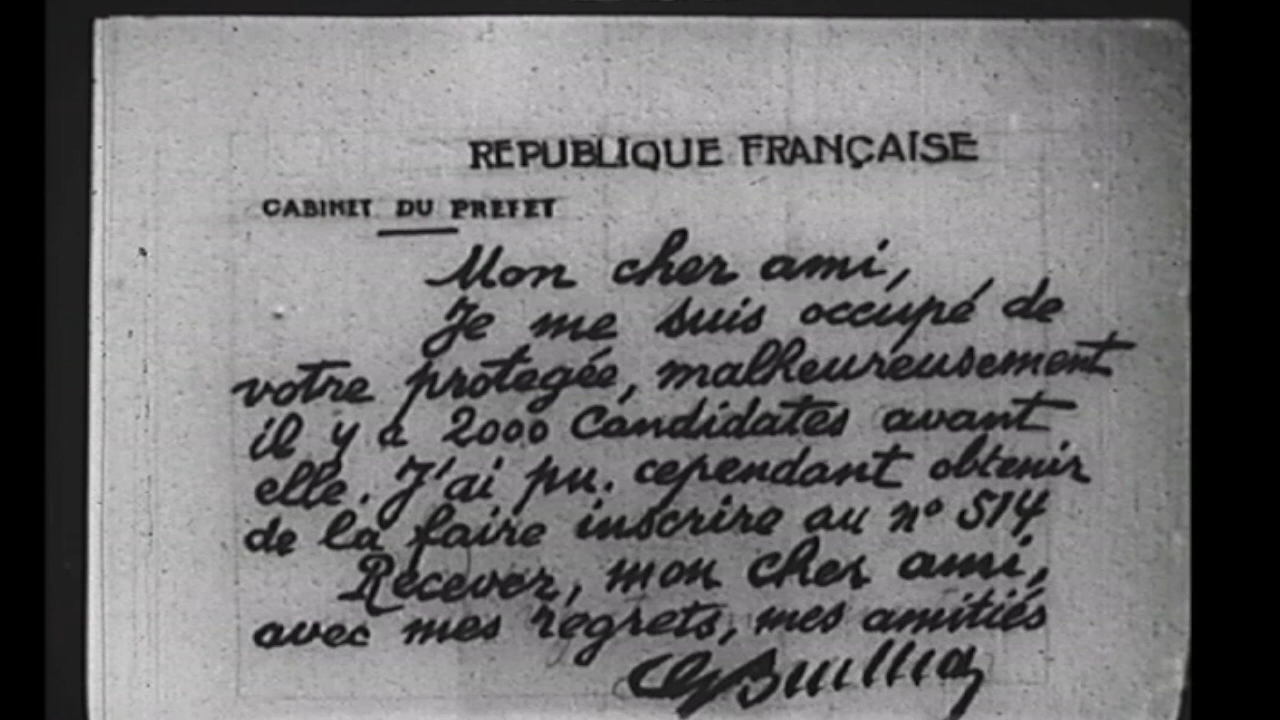 REPUBLIQUE FRANÇAISE
CABINET DU PREFET
Mon cher ami,
Je me suis occupé de
votre protegée, malheureusement
il y a 2000 Candidates avant
elle. J'ai pu. cependant obtenir
de la faire inscrire au n° 514
Recevez, mon cher ami,
avec mes regrets, mes amitiés